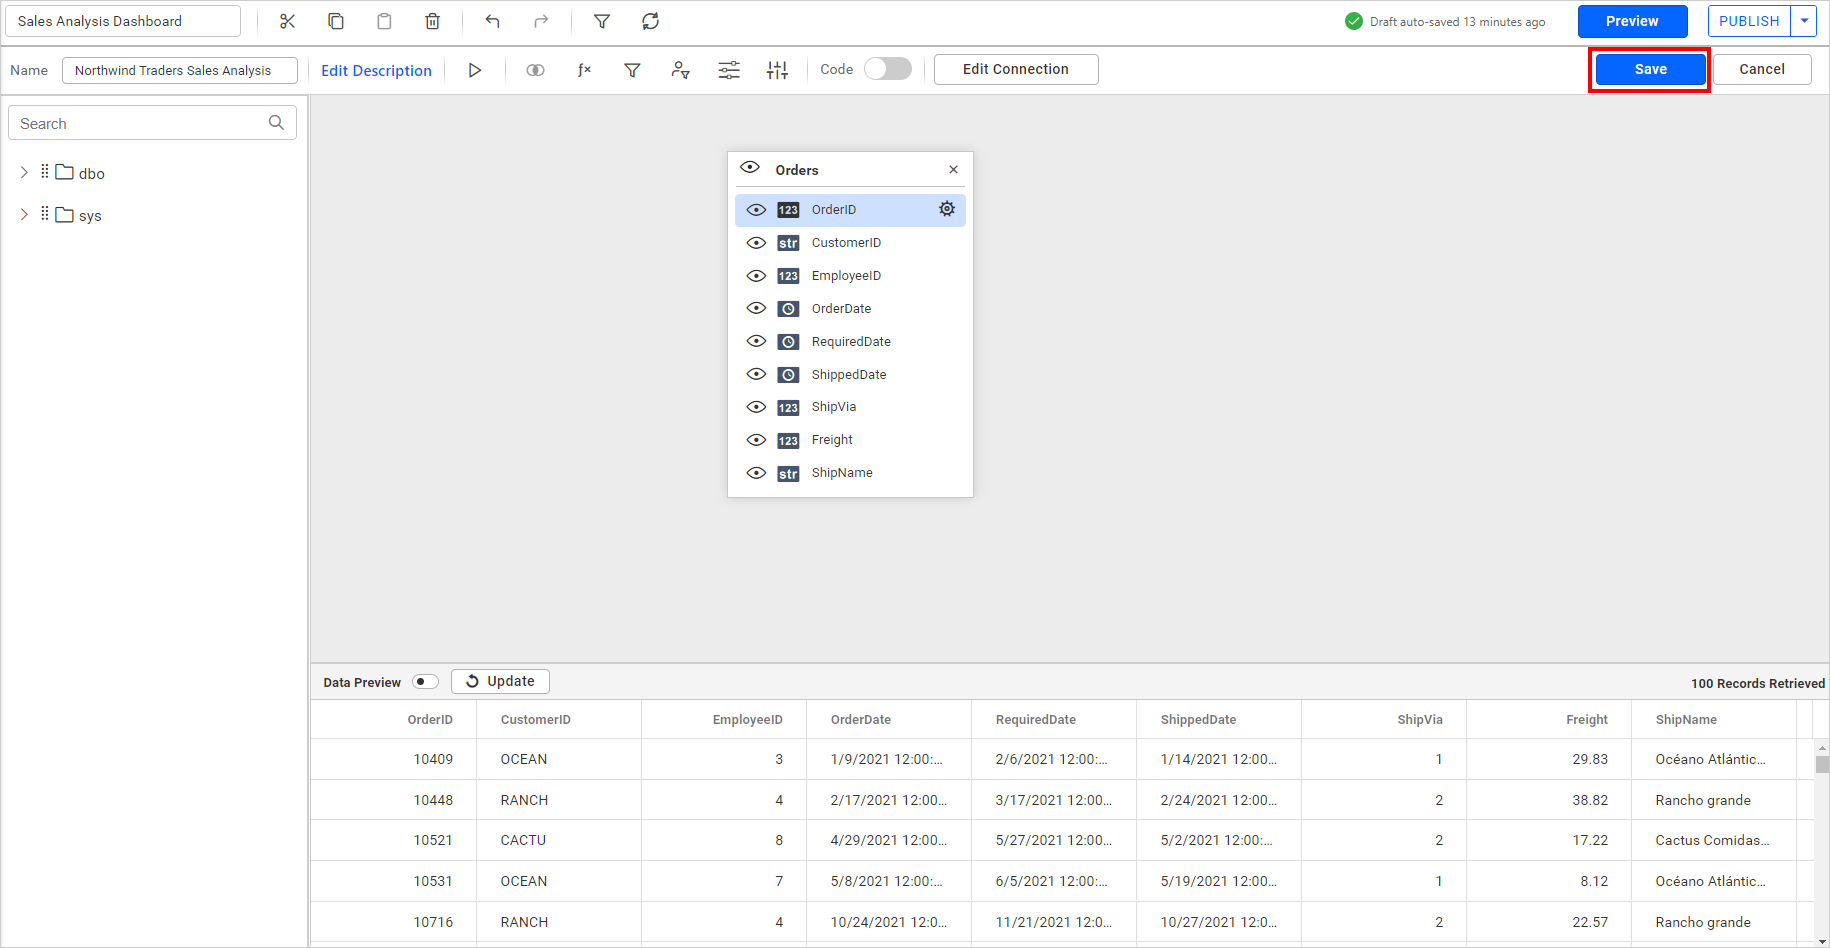 Sales Analysis Dashboard
Draft auto-saved 13 minutes ago
Preview
PUBLISH
Name
Northwind Traders Sales Analysis
Edit Description
ƒx
Code
Edit Connection
Save
Cancel
Search
dbo
sys
Orders
123 OrderID
str CustomerID
123 EmployeeID
OrderDate
RequiredDate
ShippedDate
123 ShipVia
123 Freight
str ShipName
Data Preview
Update
100 Records Retrieved
OrderID CustomerID EmployeeID OrderDate RequiredDate ShippedDate ShipVia Freight ShipName
10409 OCEAN 3 1/9/2021 12:00:... 2/6/2021 12:00:... 1/14/2021 12:00... 1 29.83 Océano Atlántic...
10448 RANCH 4 2/17/2021 12:00... 3/17/2021 12:00... 2/24/2021 12:00... 2 38.82 Rancho grande
10521 CACTU 8 4/29/2021 12:00... 5/27/2021 12:00... 5/2/2021 12:00:... 2 17.22 Cactus Comidas...
10531 OCEAN 7 5/8/2021 12:00:... 6/5/2021 12:00:... 5/19/2021 12:00... 1 8.12 Océano Atlántic...
10716 RANCH 4 10/24/2021 12:0... 11/21/2021 12:0... 10/27/2021 12:0... 2 22.57 Rancho grande